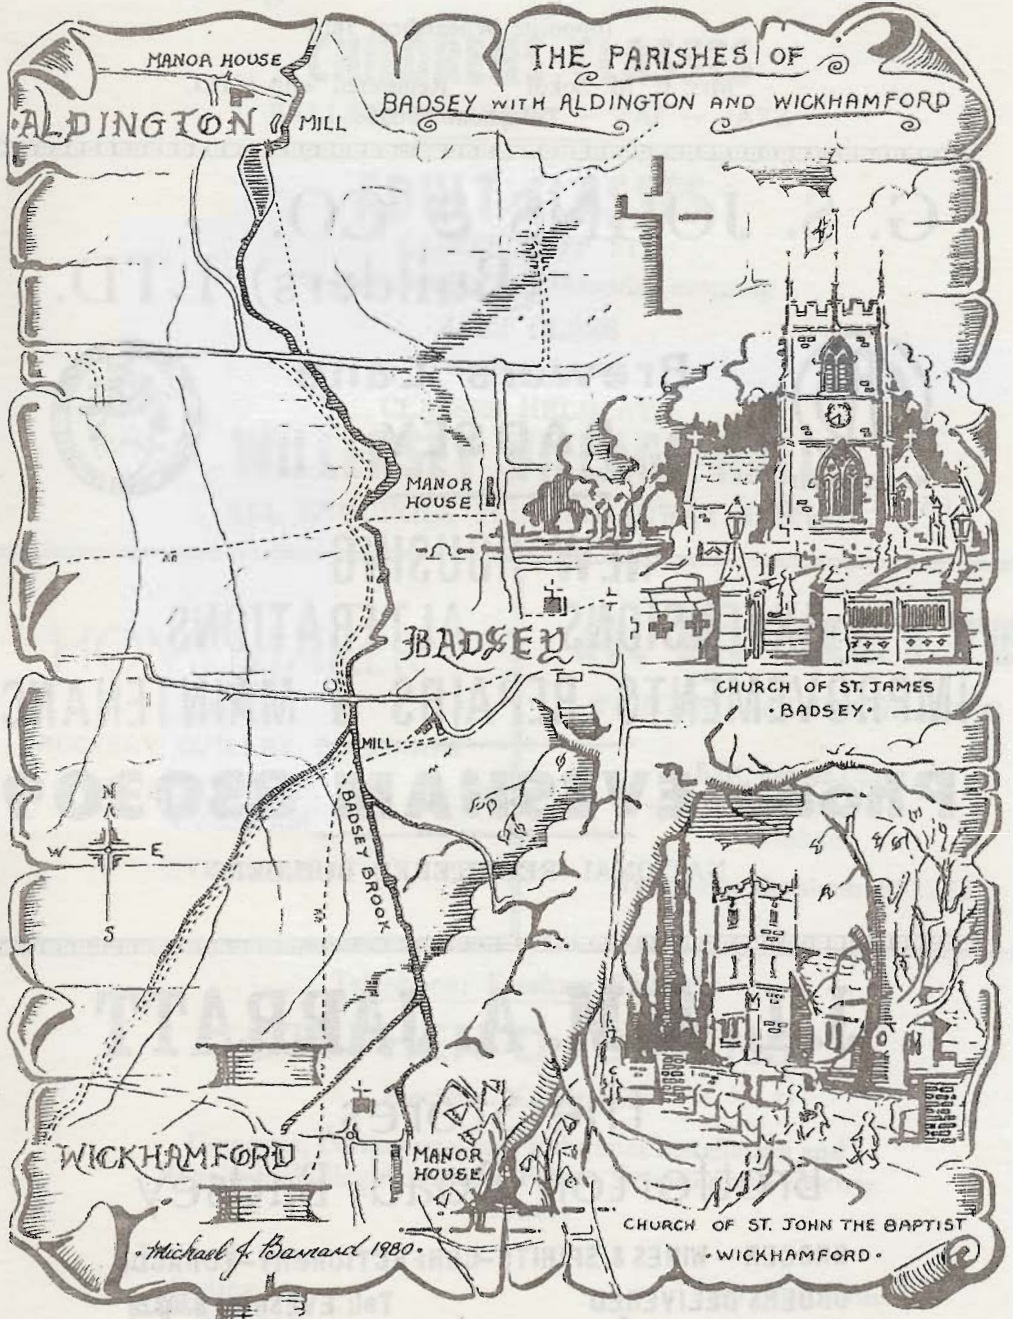 THE PARISHES OF
BADSEY WITH ALDINGTON AND WICKHAMFORD
MANOR HOUSE
ALDINGTON
MILL
MANOR
HOUSE
BADSEY
CHURCH OF ST. JAMES
·BADSEY·
MILL
BADSEY BROOK
N
W E
S
WICKHAMFORD
MANOR
HOUSE
CHURCH OF ST. JOHN THE BAPTIST
·WICKHAMFORD·
·Michael J. Barnard 1980·